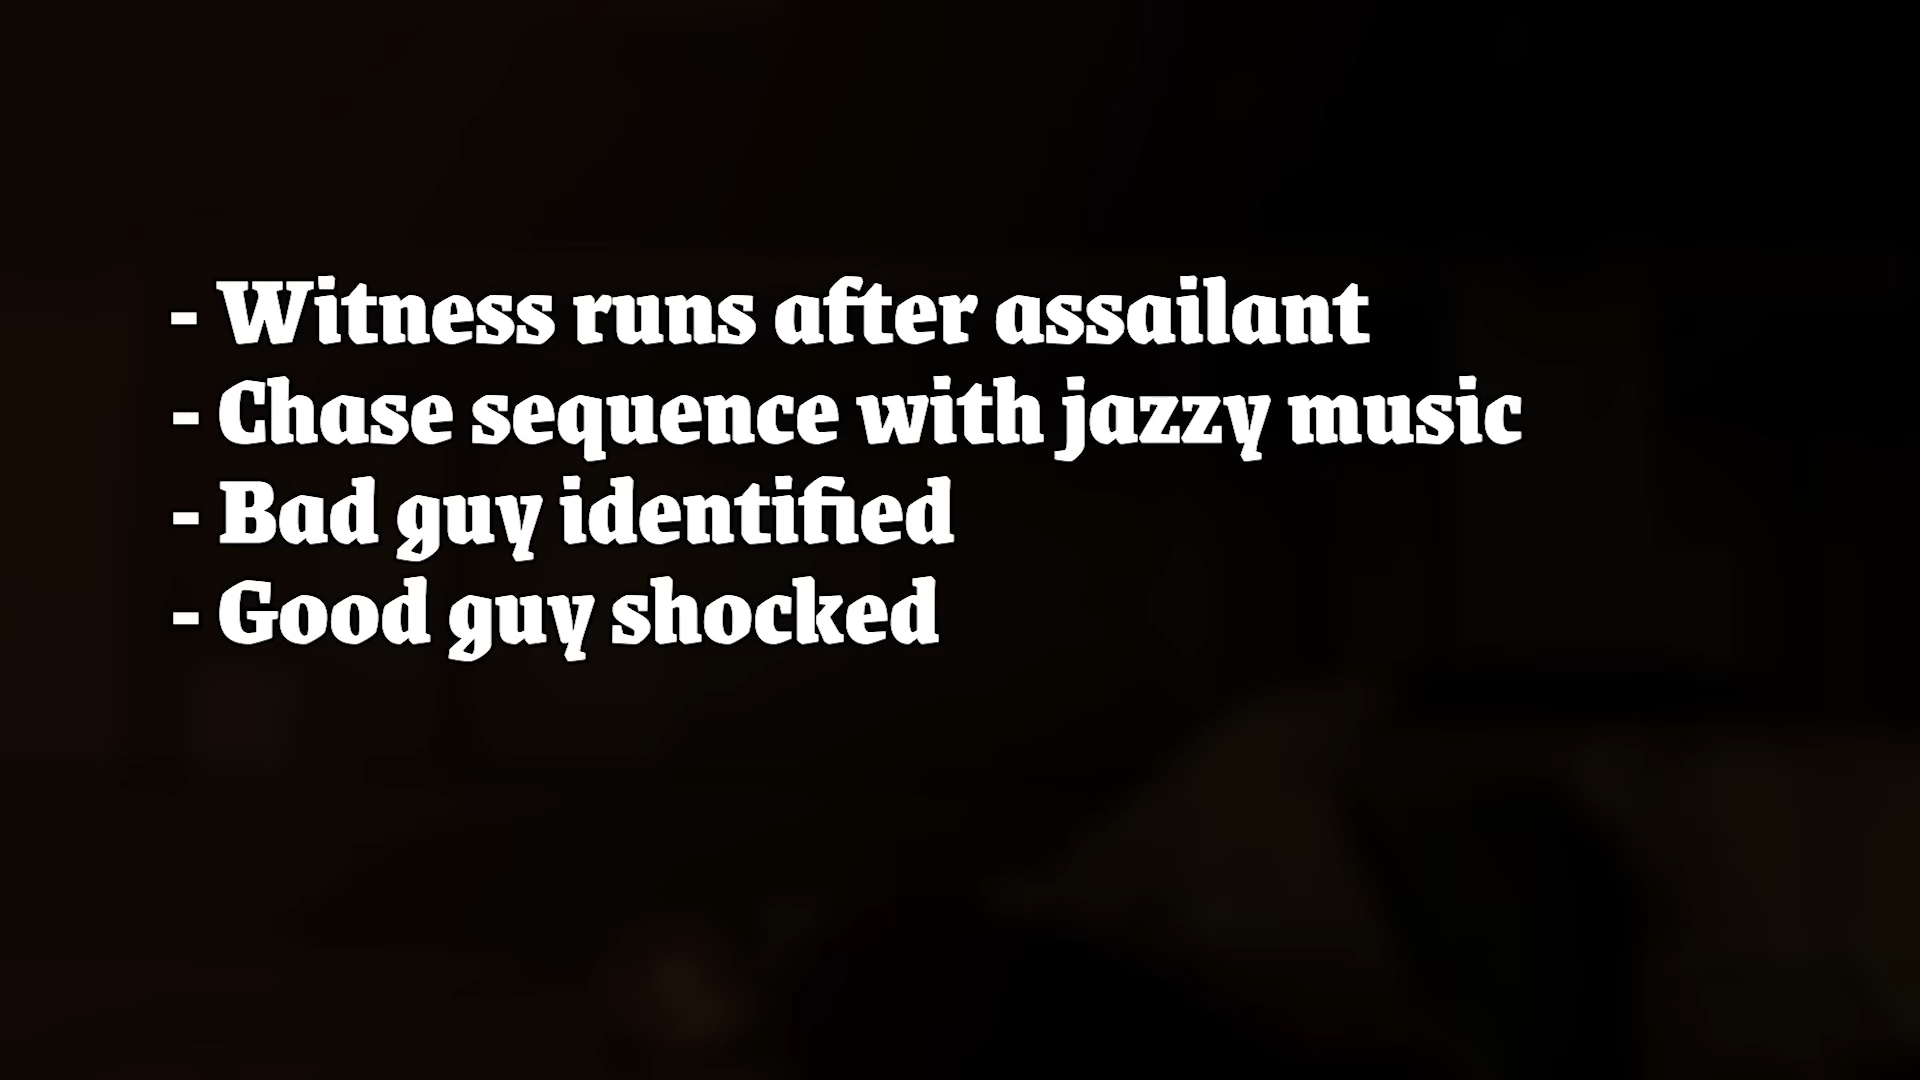 - Witness runs after assailant
- Chase sequence with jazzy music
- Bad guy identified
- Good guy shocked